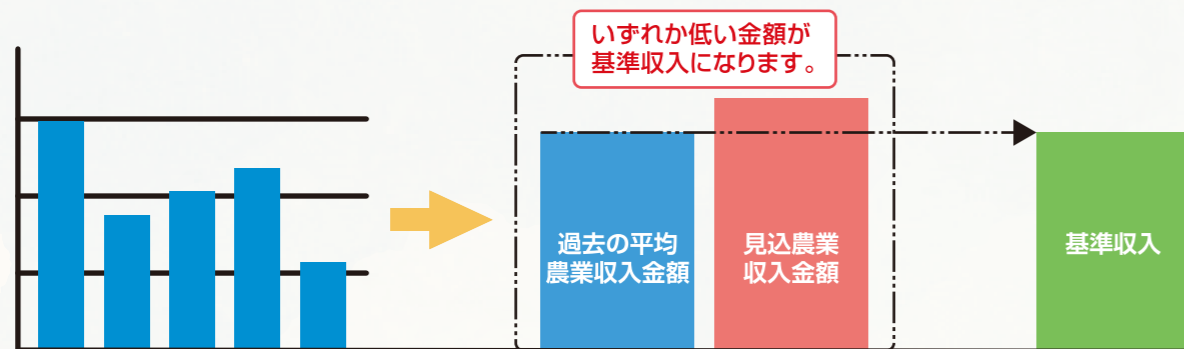 いずれか低い金額が
基準収入になります。
過去の平均
農業収入金額
見込農業
収入金額
基準収入